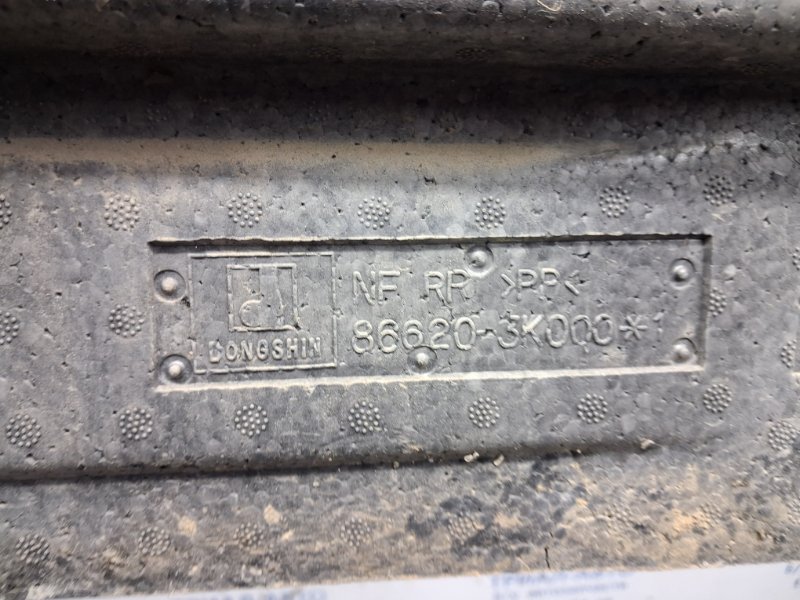 NF RR >PP<
86620-3K000*1
DONGSHIN